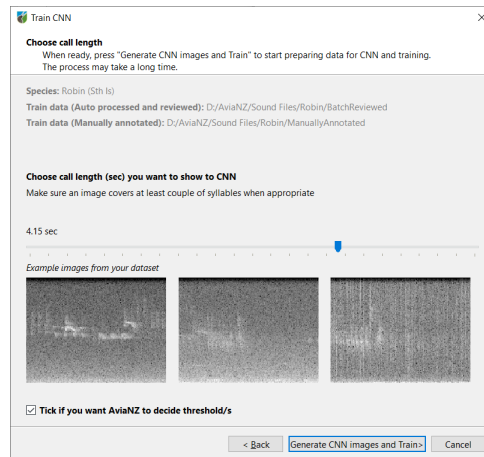 Train CNN
Choose call length
When ready, press "Generate CNN images and Train" to start preparing data for CNN and training.
The process may take a long time.
Species: Robin (Sth Is)
Train data (Auto processed and reviewed): D:/AviaNZ/Sound Files/Robin/BatchReviewed
Train data (Manually annotated): D:/AviaNZ/Sound Files/Robin/ManuallyAnnotated
Choose call length (sec) you want to show to CNN
Make sure an image covers at least couple of syllables when appropriate
4.15 sec
Example images from your dataset
Tick if you want AviaNZ to decide threshold/s
< Back Generate CNN images and Train> Cancel